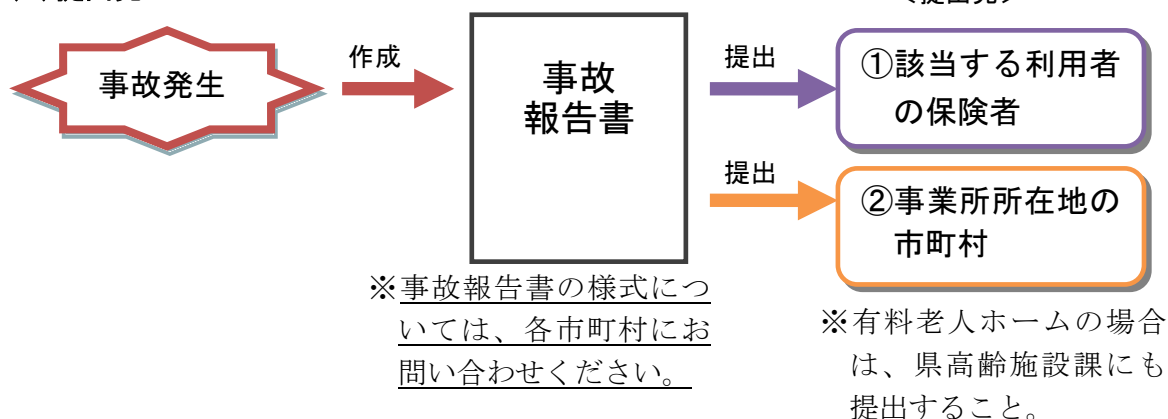 事故発生
作成
事故
報告書
※事故報告書の様式につ
いては、各市町村にお
問い合わせください。
提出
①該当する利用者
の保険者
提出
②事業所所在地の
市町村
※有料老人ホームの場合
は、県高齢施設課にも
提出すること。